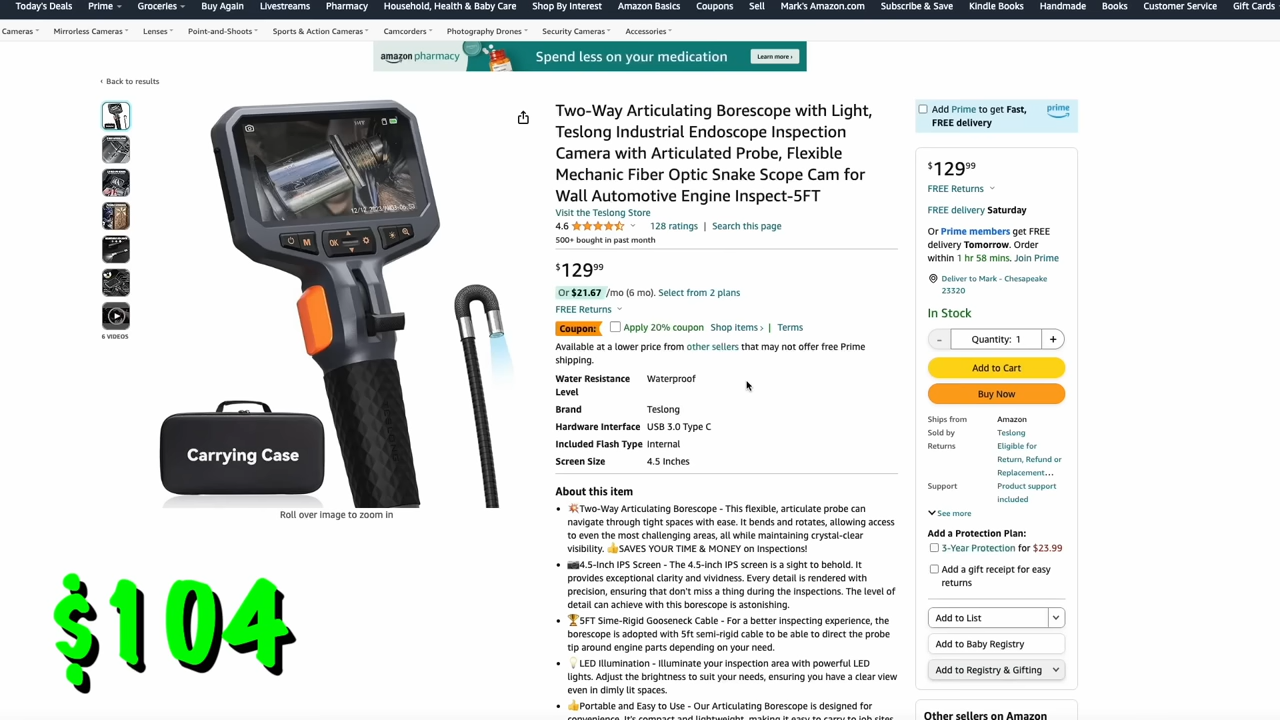 Today's Deals Prime Groceries Buy Again Livestreams Pharmacy Household, Health & Baby Care Shop By Interest Amazon Basics Coupons Sell Mark's Amazon.com Subscribe & Save Kindle Books Handmade Books Customer Service Gift Cards
Cameras Mirrorless Cameras Lenses Point-and-Shoots Sports & Action Cameras Camcorders Photography Drones Security Cameras Accessories
amazon pharmacy Spend less on your medication Learn more ›
‹ Back to results
6 VIDEOS
12/12/2023
OK
M
Carrying Case
Roll over image to zoom in
$104
Two-Way Articulating Borescope with Light,
Teslong Industrial Endoscope Inspection
Camera with Articulated Probe, Flexible
Mechanic Fiber Optic Snake Scope Cam for
Wall Automotive Engine Inspect-5FT
Visit the Teslong Store
4.6 128 ratings | Search this page
500+ bought in past month
$129 99
Or $21.67 /mo (6 mo). Select from 2 plans
FREE Returns
Coupon: Apply 20% coupon Shop items › | Terms
Available at a lower price from other sellers that may not offer free Prime
shipping.
Water Resistance Waterproof
Level
Brand Teslong
Hardware Interface USB 3.0 Type C
Included Flash Type Internal
Screen Size 4.5 Inches
About this item
• 💥Two-Way Articulating Borescope - This flexible, articulate probe can
navigate through tight spaces with ease. It bends and rotates, allowing access
to even the most challenging areas, all while maintaining crystal-clear
visibility. 👍SAVES YOUR TIME & MONEY on Inspections!
• 📷4.5-Inch IPS Screen - The 4.5-inch IPS screen is a sight to behold. It
provides exceptional clarity and vividness. Every detail is rendered with
precision, ensuring that don't miss a thing during the inspections. The level of
detail can achieve with this borescope is astonishing.
• 🏆5FT Sime-Rigid Gooseneck Cable - For a better inspecting experience, the
borescope is adopted with 5ft semi-rigid cable to be able to direct the probe
tip around engine parts depending on your need.
• 💡LED Illumination - Illuminate your inspection area with powerful LED
lights. Adjust the brightness to suit your needs, ensuring you have a clear view
even in dimly lit spaces.
• 👍Portable and Easy to Use - Our Articulating Borescope is designed for
convenience. It's compact and lightweight, making it easy to carry to job sites
Add Prime to get Fast, prime
FREE delivery
$129 99
FREE Returns
FREE delivery Saturday
Or Prime members get FREE
delivery Tomorrow. Order
within 1 hr 58 mins. Join Prime
Deliver to Mark - Chesapeake
23320
In Stock
- Quantity: 1 +
Add to Cart
Buy Now
Ships from Amazon
Sold by Teslong
Returns Eligible for
Return, Refund or
Replacement...
Support Product support
included
See more
Add a Protection Plan:
3-Year Protection for $23.99
Add a gift receipt for easy
returns
Add to List
Add to Baby Registry
Add to Registry & Gifting
Other sellers on Amazon